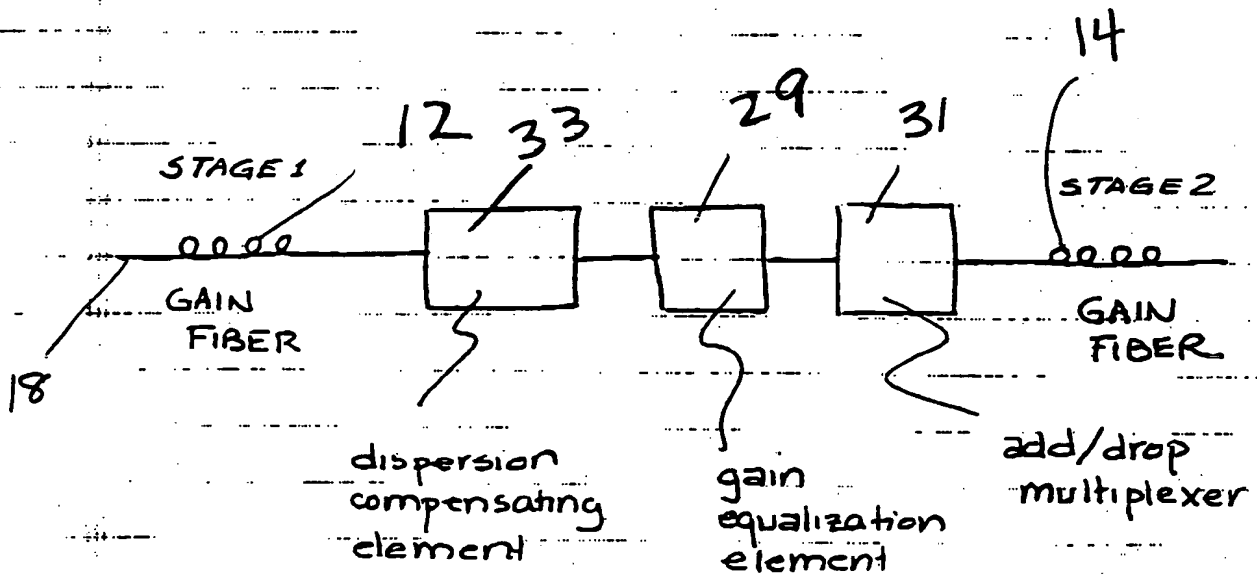 14
12 33 29 31
STAGE 1
STAGE 2
GAIN
FIBER
GAIN
FIBER
18
dispersion
compensating
element
gain
equalization
element
add/drop
multiplexer